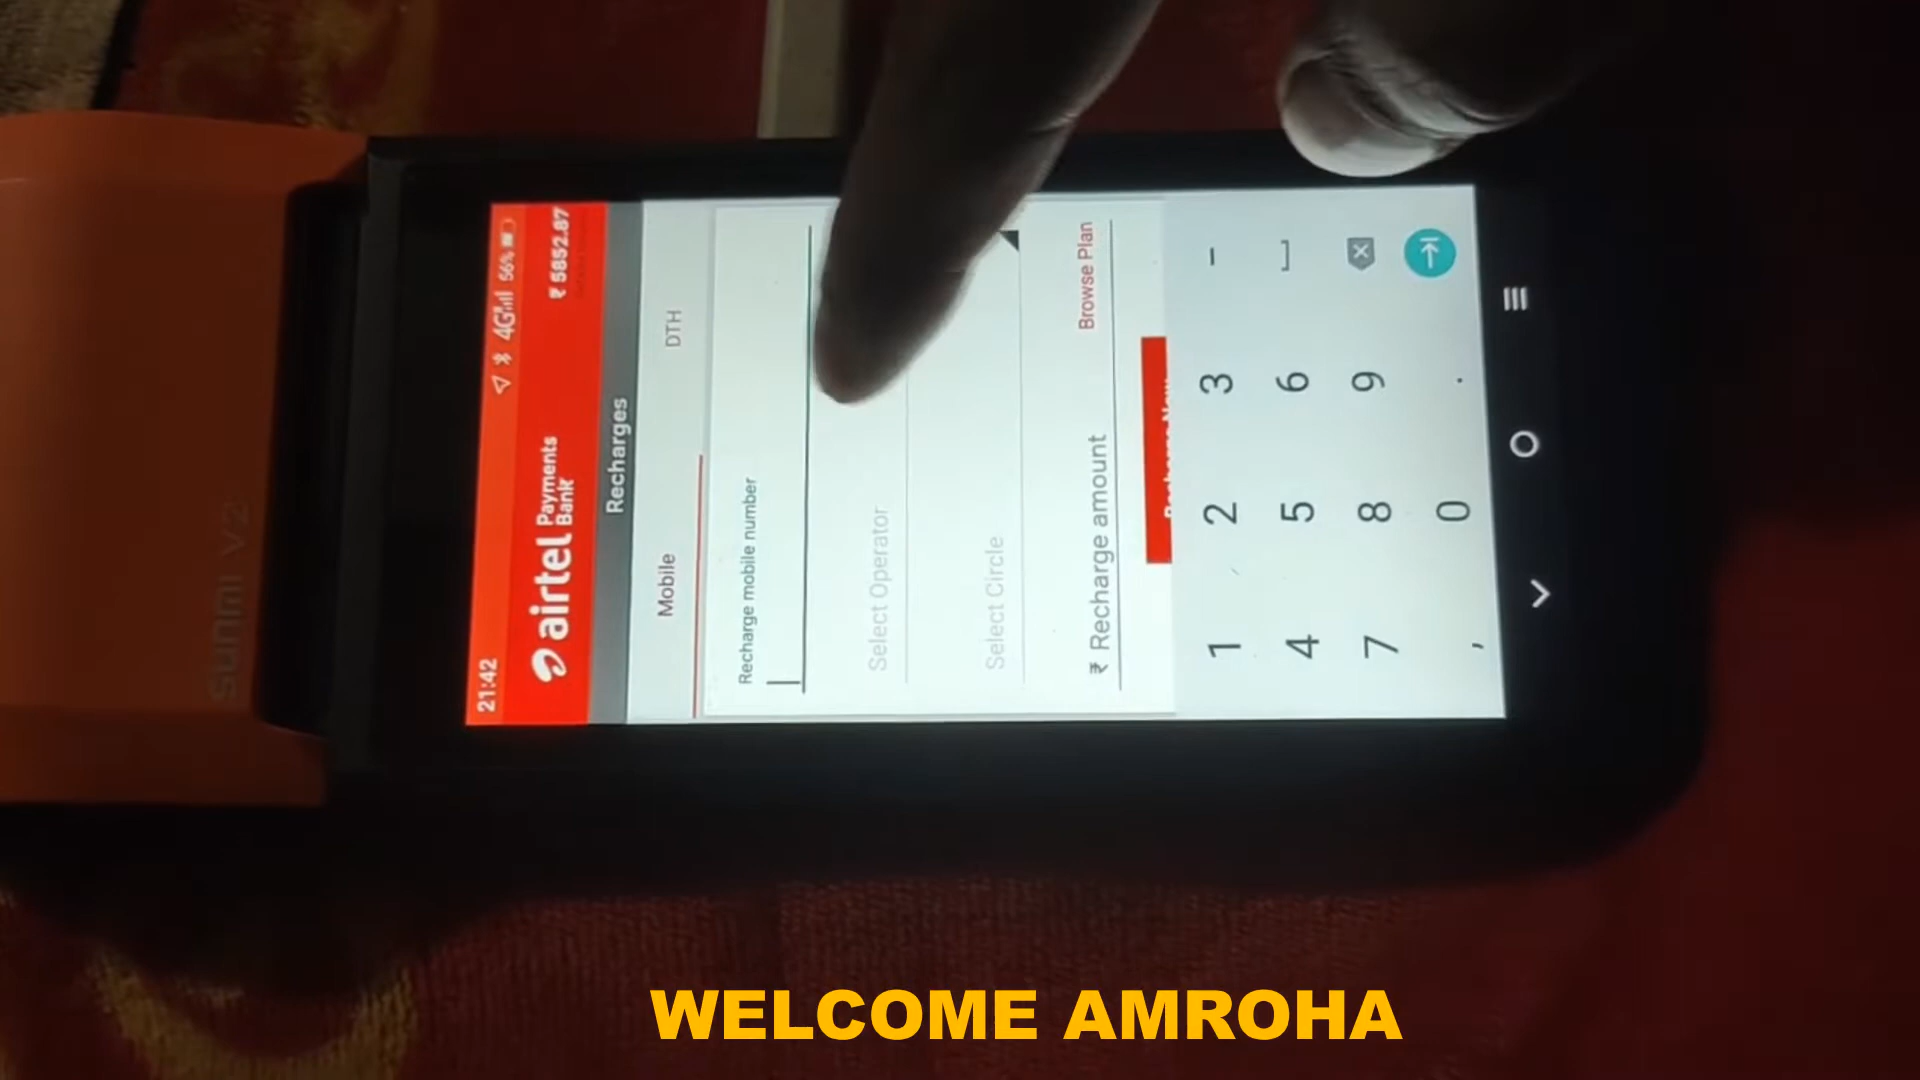 sunmi V2
21:42
4G 56%
airtel Payments Bank
₹ 5852.87
Recharges
Mobile DTH
Recharge mobile number
Select Operator
Select Circle
₹ Recharge amount Browse Plan
1 2 3 -
4 5 6
7 8 9
, 0 .
WELCOME AMROHA